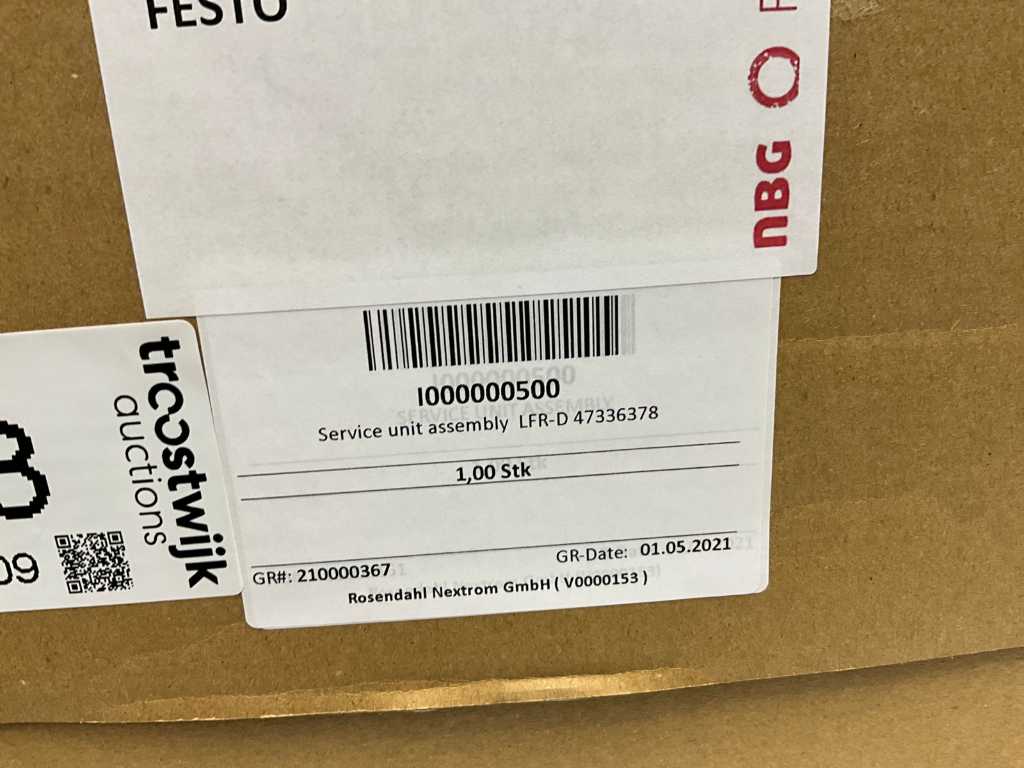 FESTO
NBG
I000000500
Service unit assembly LFR-D 47336378
1,00 Stk
GR#: 210000367
GR-Date: 01.05.2021
Rosendahl Nextrom GmbH ( V0000153 )
troostwijk
auctions
09